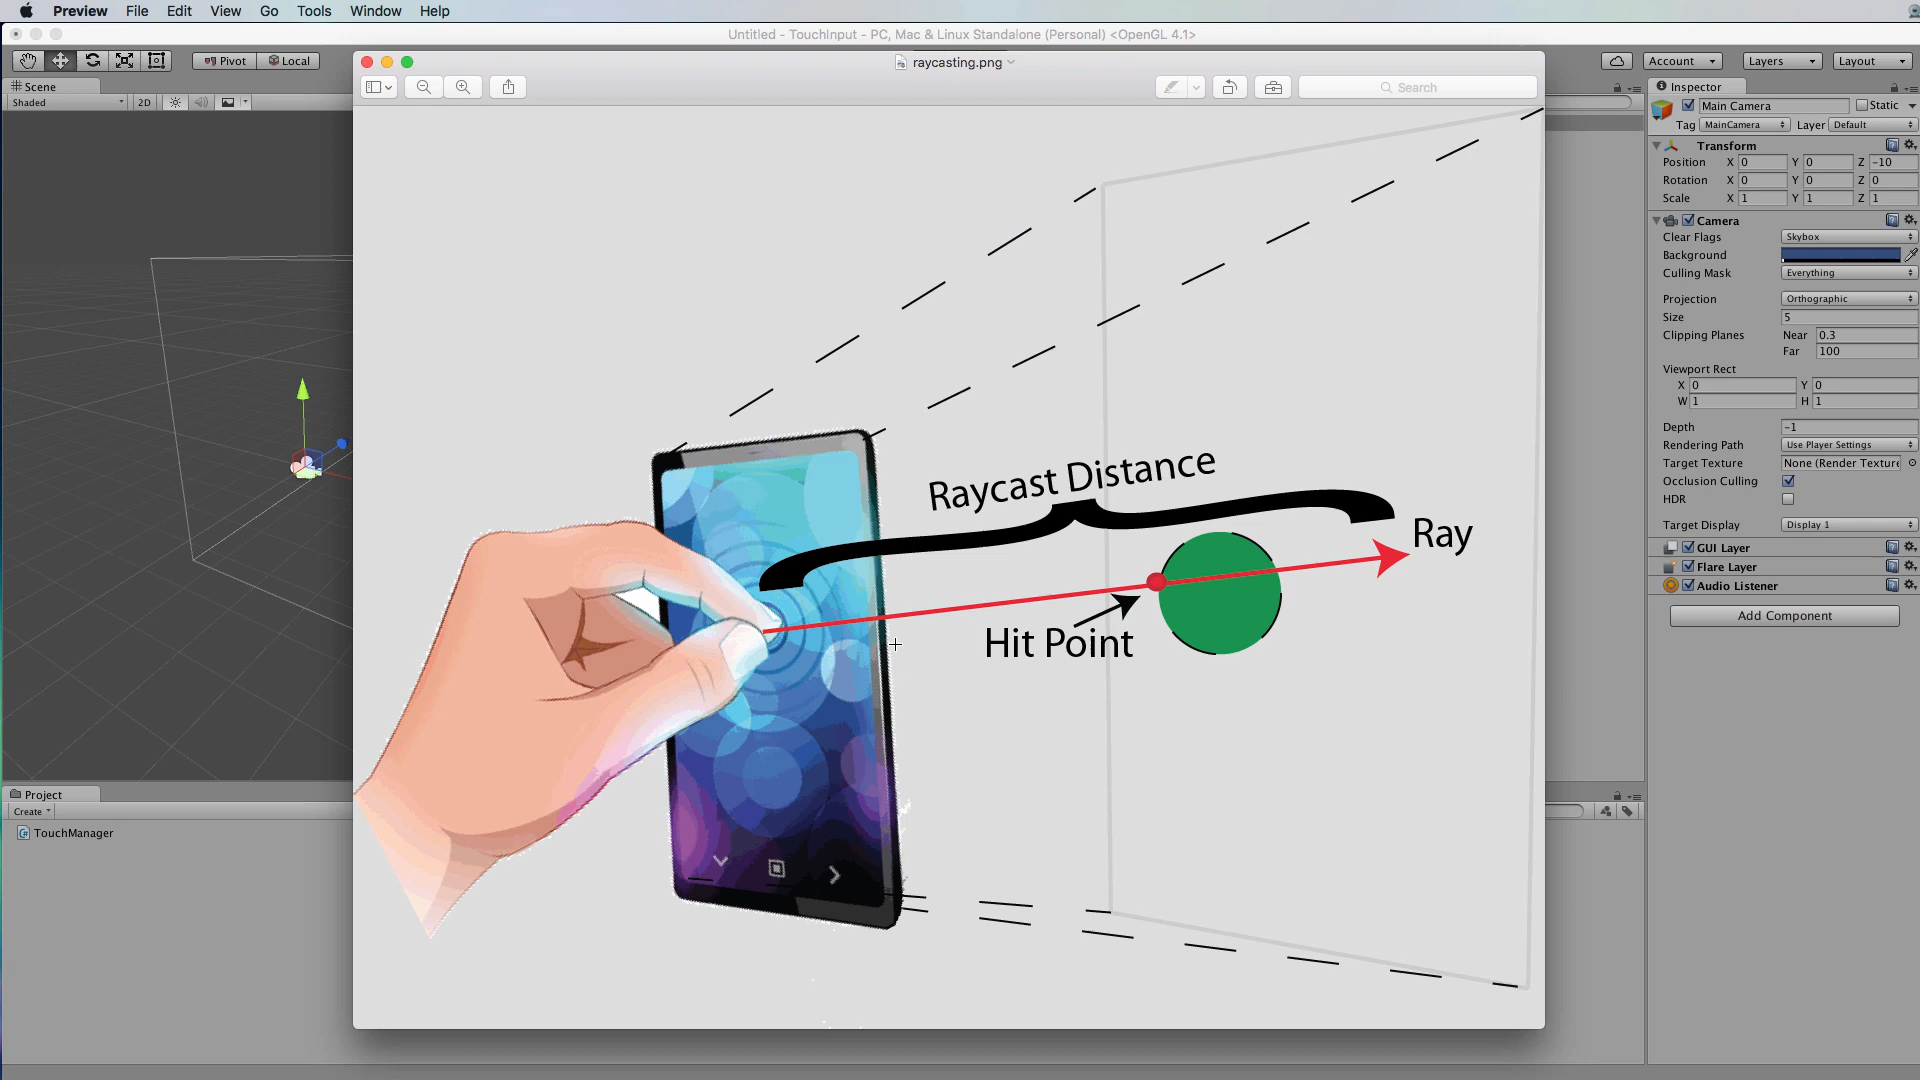 Preview File Edit View Go Tools Window Help
Untitled - TouchInput - PC, Mac & Linux Standalone (Personal) <OpenGL 4.1>
Pivot Local
Account Layers Layout
raycasting.png
Search
Scene
Shaded 2D
Inspector
Main Camera Static
Tag MainCamera Layer Default
Transform
Position X 0 Y 0 Z -10
Rotation X 0 Y 0 Z 0
Scale X 1 Y 1 Z 1
Camera
Clear Flags Skybox
Background
Culling Mask Everything
Projection Orthographic
Size 5
Clipping Planes Near 0.3
Far 100
Viewport Rect
X 0 Y 0
W 1 H 1
Depth -1
Rendering Path Use Player Settings
Target Texture None (Render Texture
Occlusion Culling
HDR
Target Display Display 1
GUI Layer
Flare Layer
Audio Listener
Add Component
Raycast Distance
Ray
Hit Point
Project
Create
TouchManager